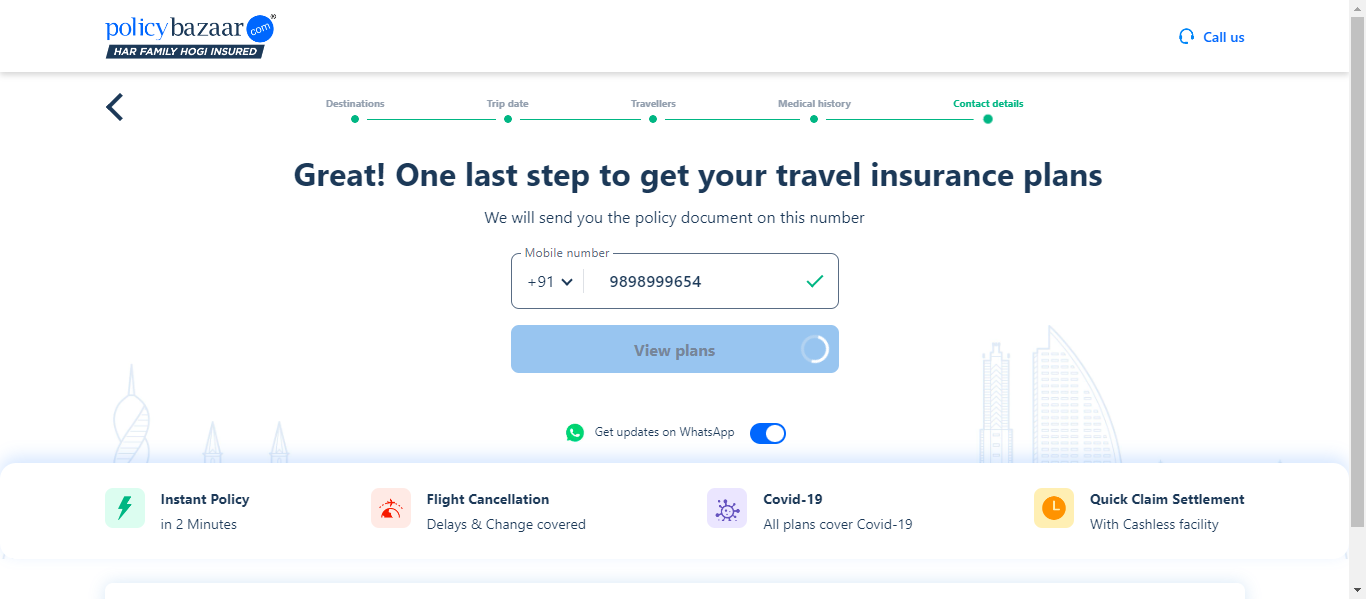 policybazaar.com®
HAR FAMILY HOGI INSURED
Call us
Destinations
Trip date
Travellers
Medical history
Contact details
Great! One last step to get your travel insurance plans
We will send you the policy document on this number
Mobile number
+91 9898999654
View plans
Get updates on WhatsApp
Instant Policy
in 2 Minutes
Flight Cancellation
Delays & Change covered
Covid-19
All plans cover Covid-19
Quick Claim Settlement
With Cashless facility